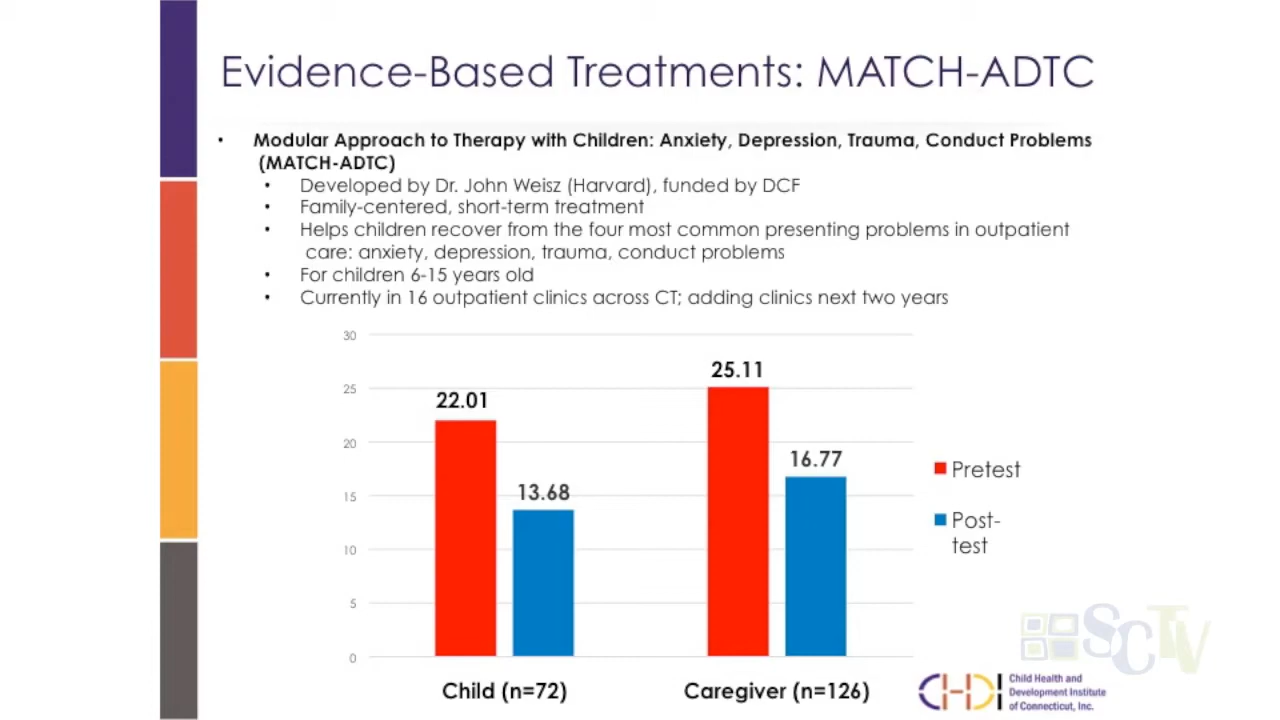 Evidence-Based Treatments: MATCH-ADTC
• Modular Approach to Therapy with Children: Anxiety, Depression, Trauma, Conduct Problems
(MATCH-ADTC)
• Developed by Dr. John Weisz (Harvard), funded by DCF
• Family-centered, short-term treatment
• Helps children recover from the four most common presenting problems in outpatient
care: anxiety, depression, trauma, conduct problems
• For children 6-15 years old
• Currently in 16 outpatient clinics across CT; adding clinics next two years
30
25
20
15
10
5
0
22.01
13.68
25.11
16.77
Child (n=72)
Caregiver (n=126)
Pretest
Post-
test
SCTV
CHDI
Child Health and
Development Institute
of Connecticut, Inc.